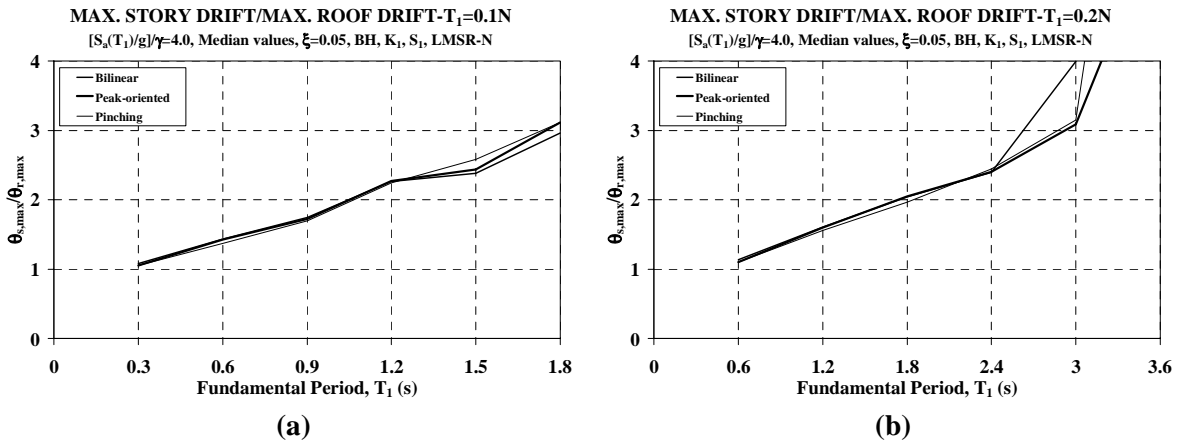 MAX. STORY DRIFT/MAX. ROOF DRIFT-T₁=0.1N
[Sₐ(T₁)/g]/γ=4.0, Median values, ξ=0.05, BH, K₁, S₁, LMSR-N
4
3
2
1
0
θs,max/θr,max
Bilinear
Peak-oriented
Pinching
0 0.3 0.6 0.9 1.2 1.5 1.8
Fundamental Period, T₁ (s)
(a)
MAX. STORY DRIFT/MAX. ROOF DRIFT-T₁=0.2N
[Sₐ(T₁)/g]/γ=4.0, Median values, ξ=0.05, BH, K₁, S₁, LMSR-N
4
3
2
1
0
θs,max/θr,max
Bilinear
Peak-oriented
Pinching
0 0.6 1.2 1.8 2.4 3 3.6
Fundamental Period, T₁ (s)
(b)